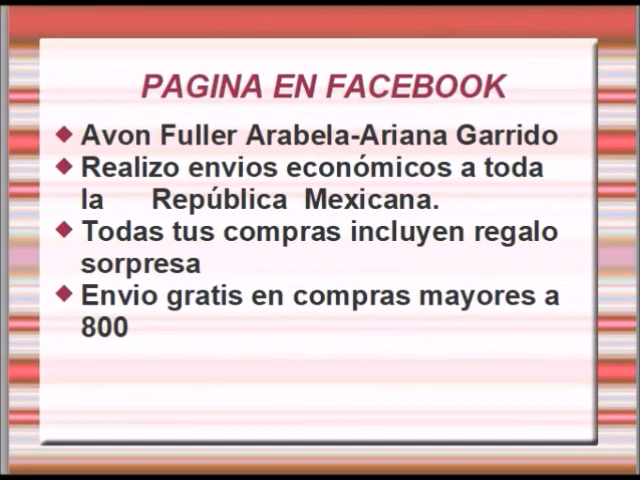 PAGINA EN FACEBOOK
Avon Fuller Arabela-Ariana Garrido
Realizo envios económicos a toda
la República Mexicana.
Todas tus compras incluyen regalo
sorpresa
Envio gratis en compras mayores a
800